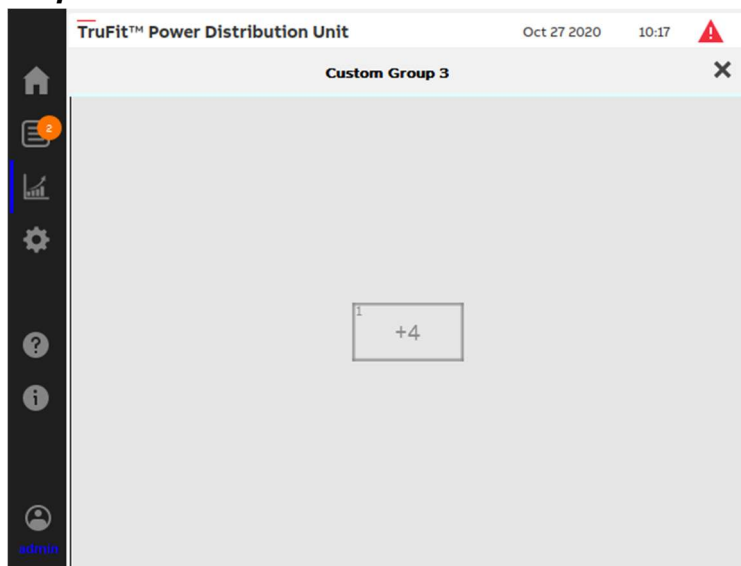 TruFit™ Power Distribution Unit
Oct 27 2020
10:17
Custom Group 3
2
1
+4
admin